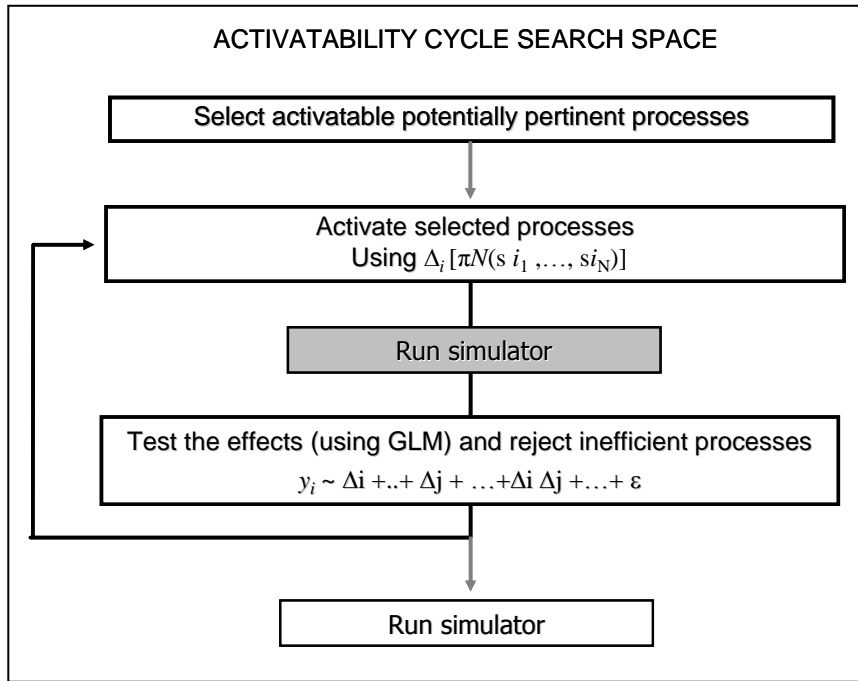 ACTIVATABILITY CYCLE SEARCH SPACE
Select activatable potentially pertinent processes
Activate selected processes
Using Δi [πN(s i1 ,…, siN)]
Run simulator
Test the effects (using GLM) and reject inefficient processes
yi ~ Δi +..+ Δj + …+Δi Δj +…+ ε
Run simulator